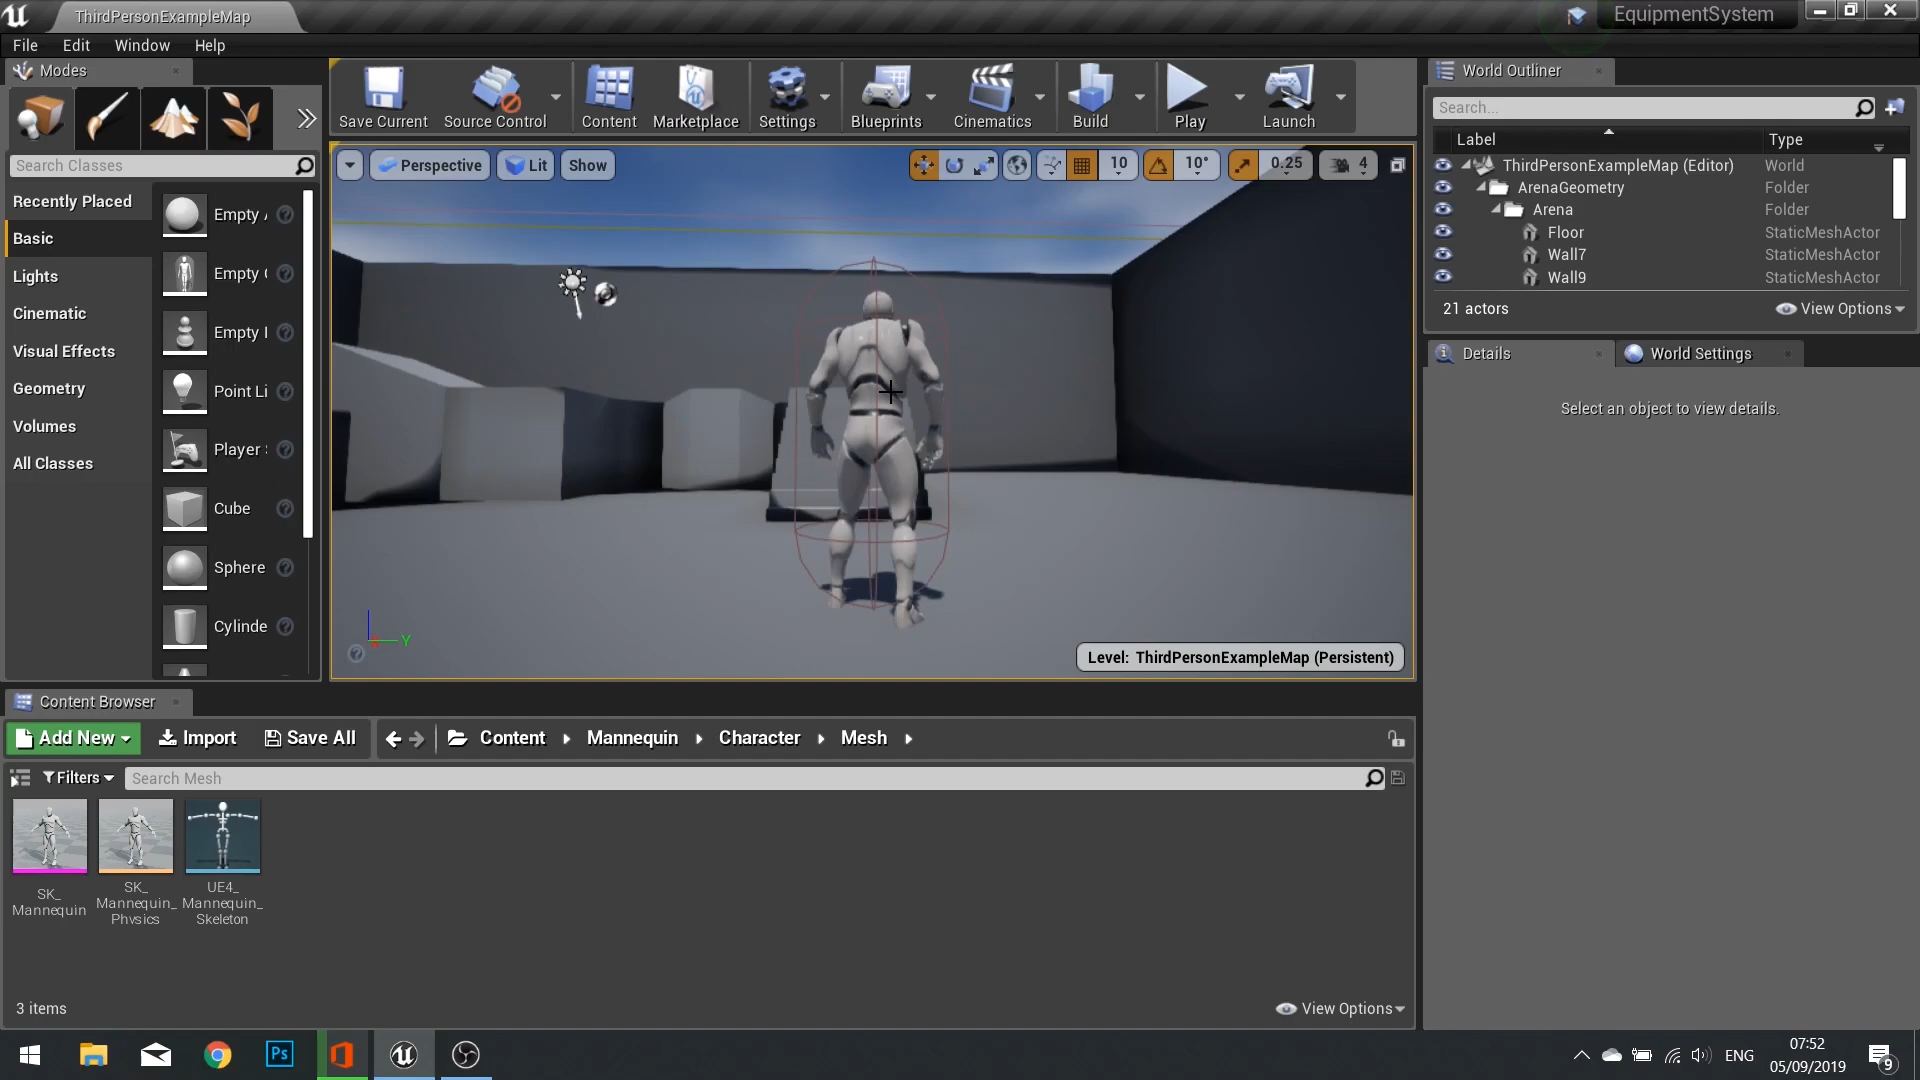 ThirdPersonExampleMap
EquipmentSystem
File Edit Window Help
Modes
Save Current
Source Control
Content
Marketplace
Settings
Blueprints
Cinematics
Build
Play
Launch
Search Classes
Recently Placed
Basic
Lights
Cinematic
Visual Effects
Geometry
Volumes
All Classes
Empty
Empty
Empty
Point Li
Player
Cube
Sphere
Cylinde
Perspective
Lit
Show
10
10°
0.25
4
Y
Level: ThirdPersonExampleMap (Persistent)
World Outliner
Search...
Label Type
ThirdPersonExampleMap (Editor) World
ArenaGeometry Folder
Arena Folder
Floor StaticMeshActor
Wall7 StaticMeshActor
Wall9 StaticMeshActor
21 actors
View Options
Details
World Settings
Select an object to view details.
Content Browser
Add New
Import
Save All
Content
Mannequin
Character
Mesh
Filters
Search Mesh
SK_
Mannequin
SK_
Mannequin_
Physics
UE4_
Mannequin_
Skeleton
3 items
View Options
Ps
ENG
07:52
05/09/2019
9